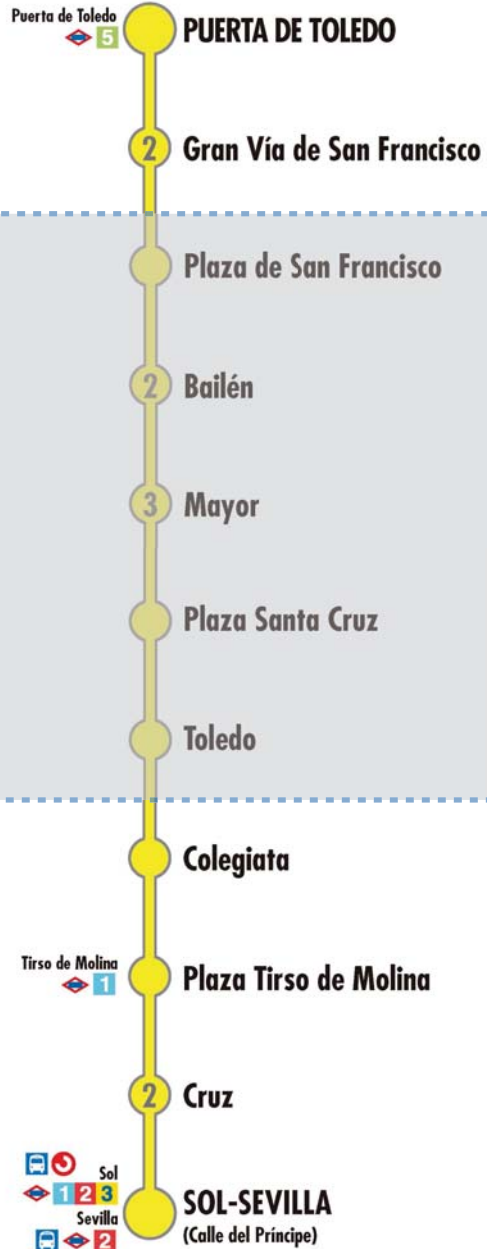 Puerta de Toledo
5
PUERTA DE TOLEDO
2 Gran Vía de San Francisco
Plaza de San Francisco
2 Bailén
3 Mayor
Plaza Santa Cruz
Toledo
Colegiata
Tirso de Molina
1
Plaza Tirso de Molina
2 Cruz
Sol
1 2 3
Sevilla
2
SOL-SEVILLA
(Calle del Príncipe)